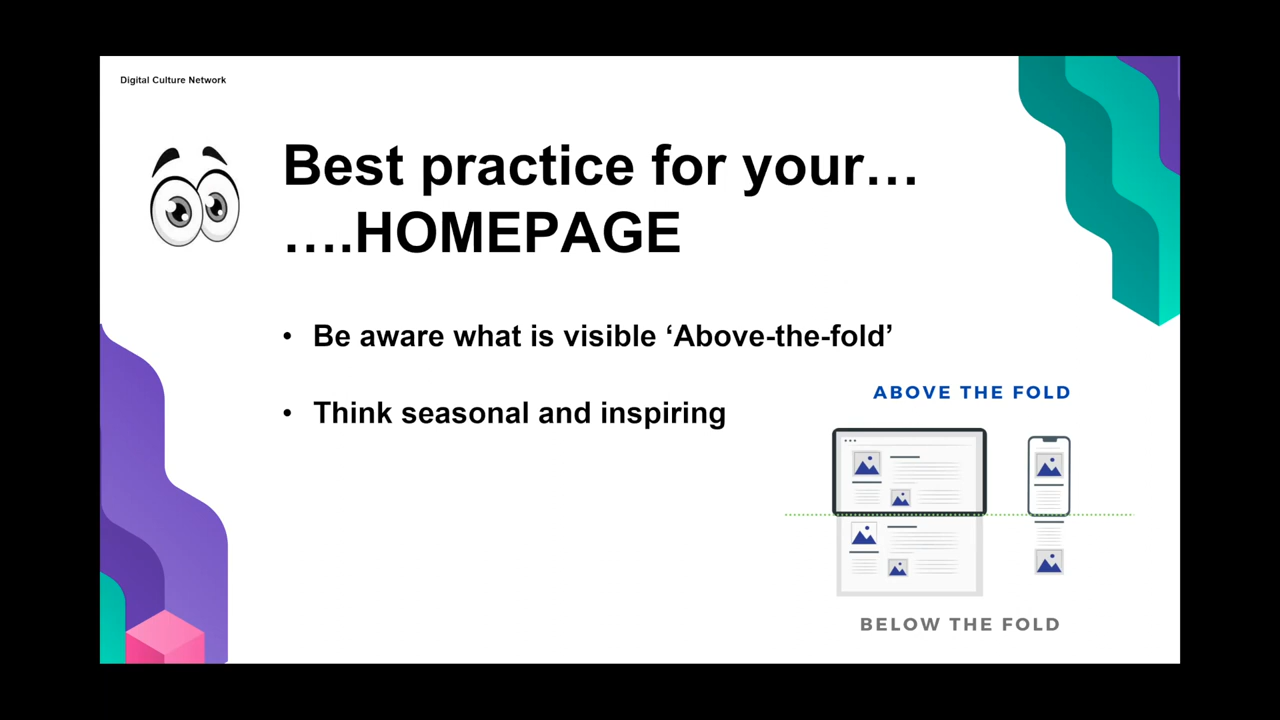 Digital Culture Network
Best practice for your…
….HOMEPAGE
• Be aware what is visible ‘Above-the-fold’
• Think seasonal and inspiring
ABOVE THE FOLD
BELOW THE FOLD